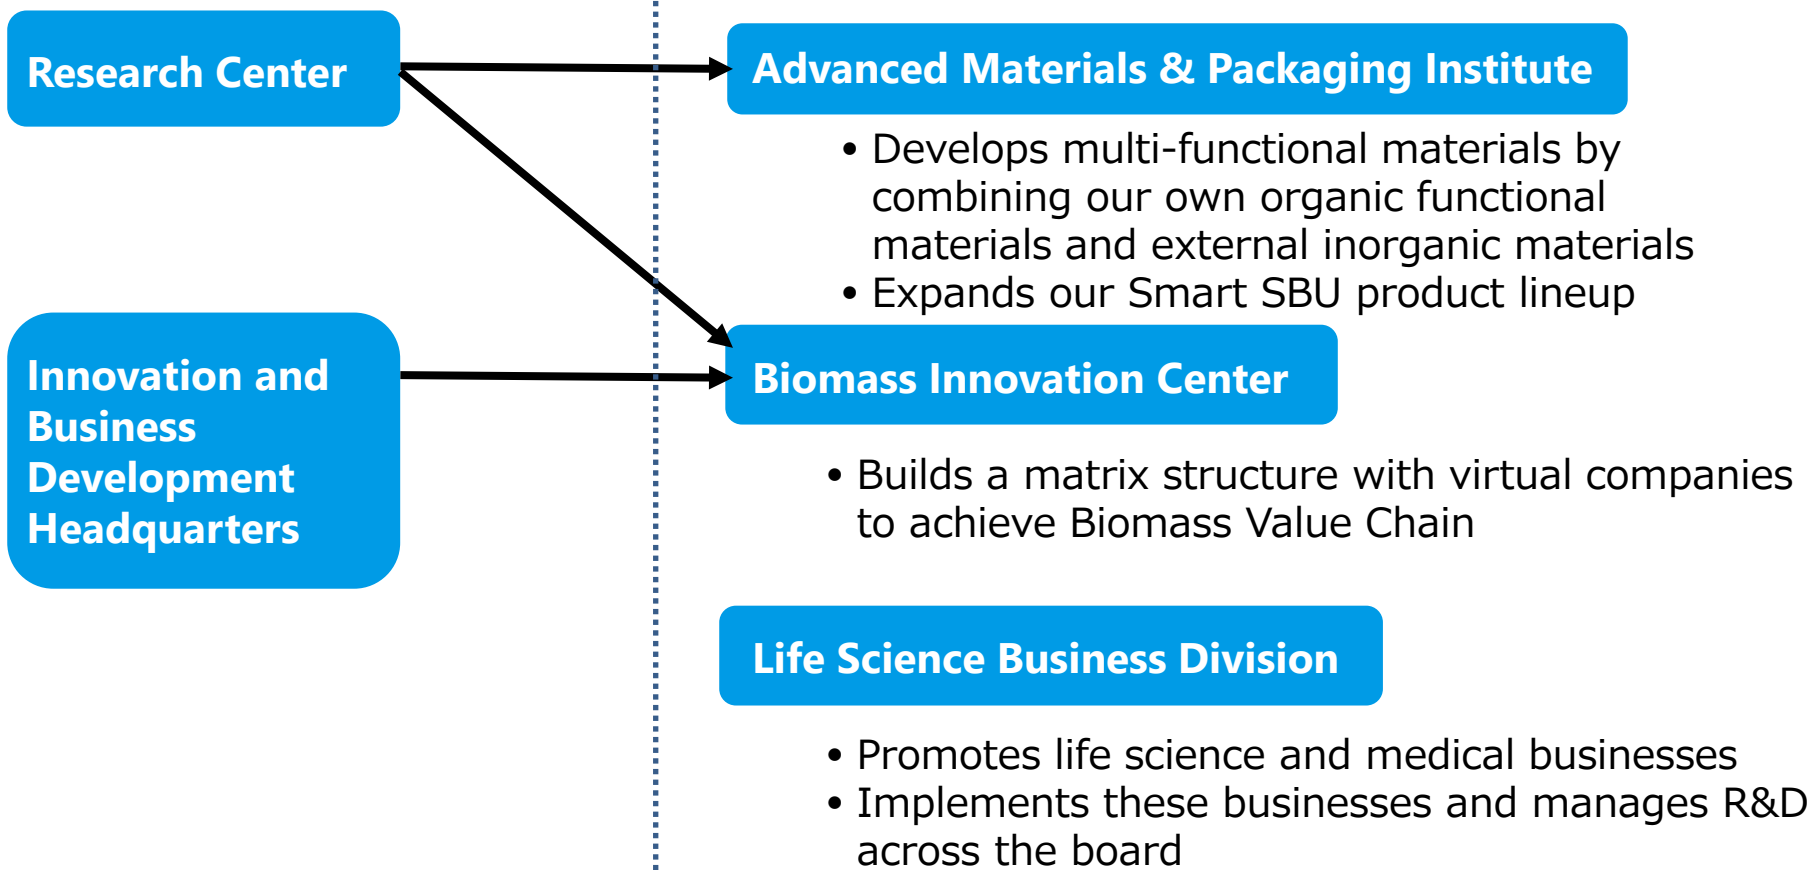 Research Center
Innovation and
Business
Development
Headquarters
Advanced Materials & Packaging Institute
• Develops multi-functional materials by
combining our own organic functional
materials and external inorganic materials
• Expands our Smart SBU product lineup
Biomass Innovation Center
• Builds a matrix structure with virtual companies
to achieve Biomass Value Chain
Life Science Business Division
• Promotes life science and medical businesses
• Implements these businesses and manages R&D
across the board